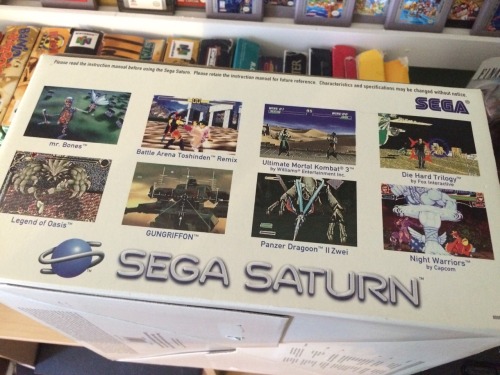 Please read the instruction manual before using the Sega Saturn. Please retain the instruction manual for future reference. Characteristics and specifications may be changed without notice.
SEGA®
mr. Bones™
Battle Arena Toshinden™ Remix
Ultimate Mortal Kombat® 3™
by Williams® Entertainment Inc.
Die Hard Trilogy™
by Fox Interactive
Legend of Oasis™
GUNGRIFFON™
Panzer Dragoon™ II Zwei
Night Warriors™
by Capcom
SEGA SATURN™